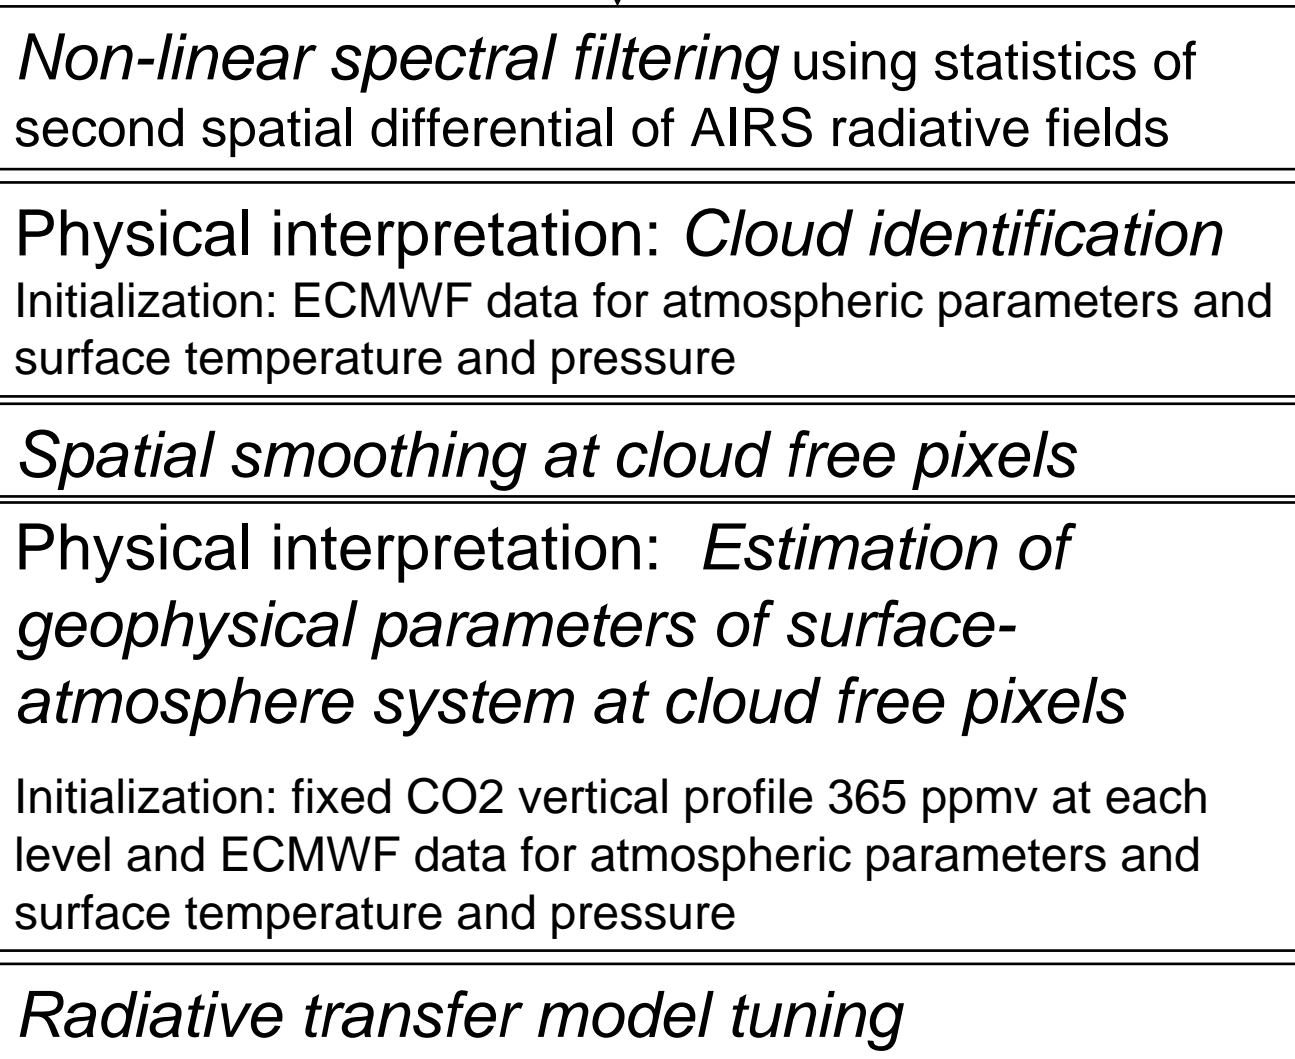 Non-linear spectral filtering using statistics of
second spatial differential of AIRS radiative fields
Physical interpretation: Cloud identification
Initialization: ECMWF data for atmospheric parameters and
surface temperature and pressure
Spatial smoothing at cloud free pixels
Physical interpretation: Estimation of
geophysical parameters of surface-
atmosphere system at cloud free pixels
Initialization: fixed CO2 vertical profile 365 ppmv at each
level and ECMWF data for atmospheric parameters and
surface temperature and pressure
Radiative transfer model tuning